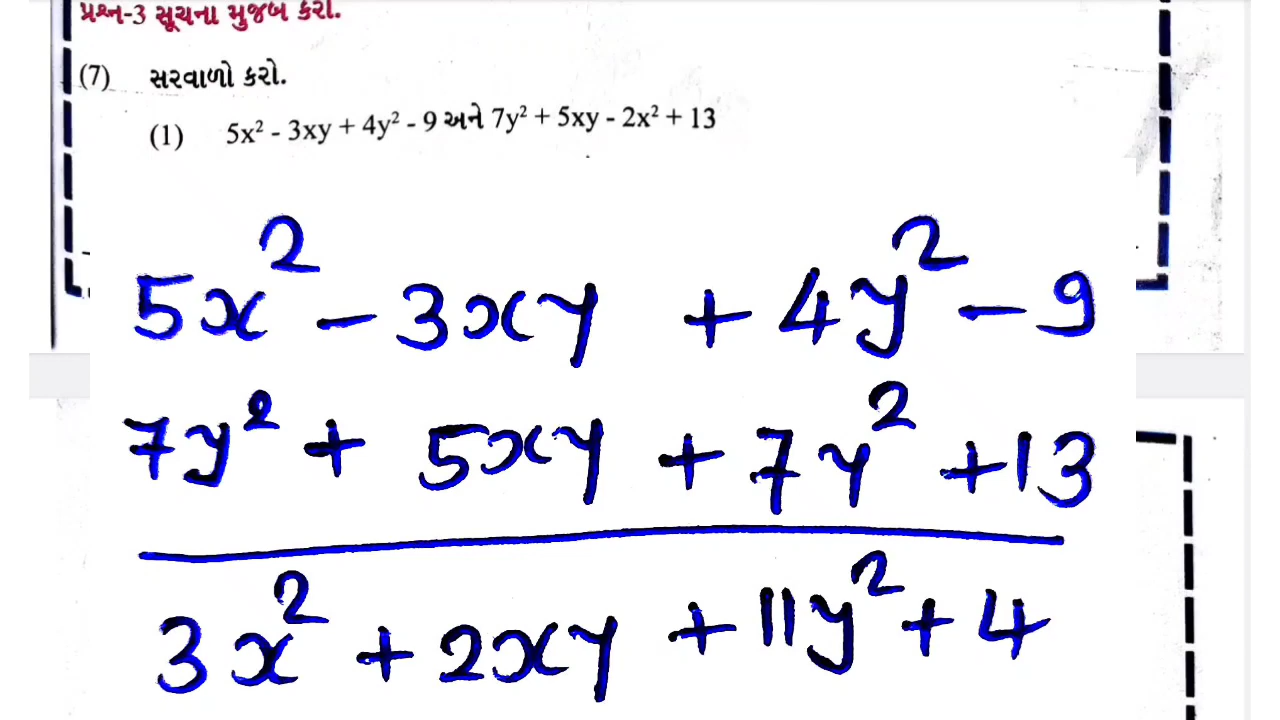 પ્રશ્ન-3 સૂચના મુજબ કરો.
(7) સરવાળો કરો.
(1) 5x² - 3xy + 4y² - 9 અને 7y² + 5xy - 2x² + 13
5x² - 3xy + 4y² - 9
7y² + 5xy + 7y² +13
3x² + 2xy + 11y² + 4